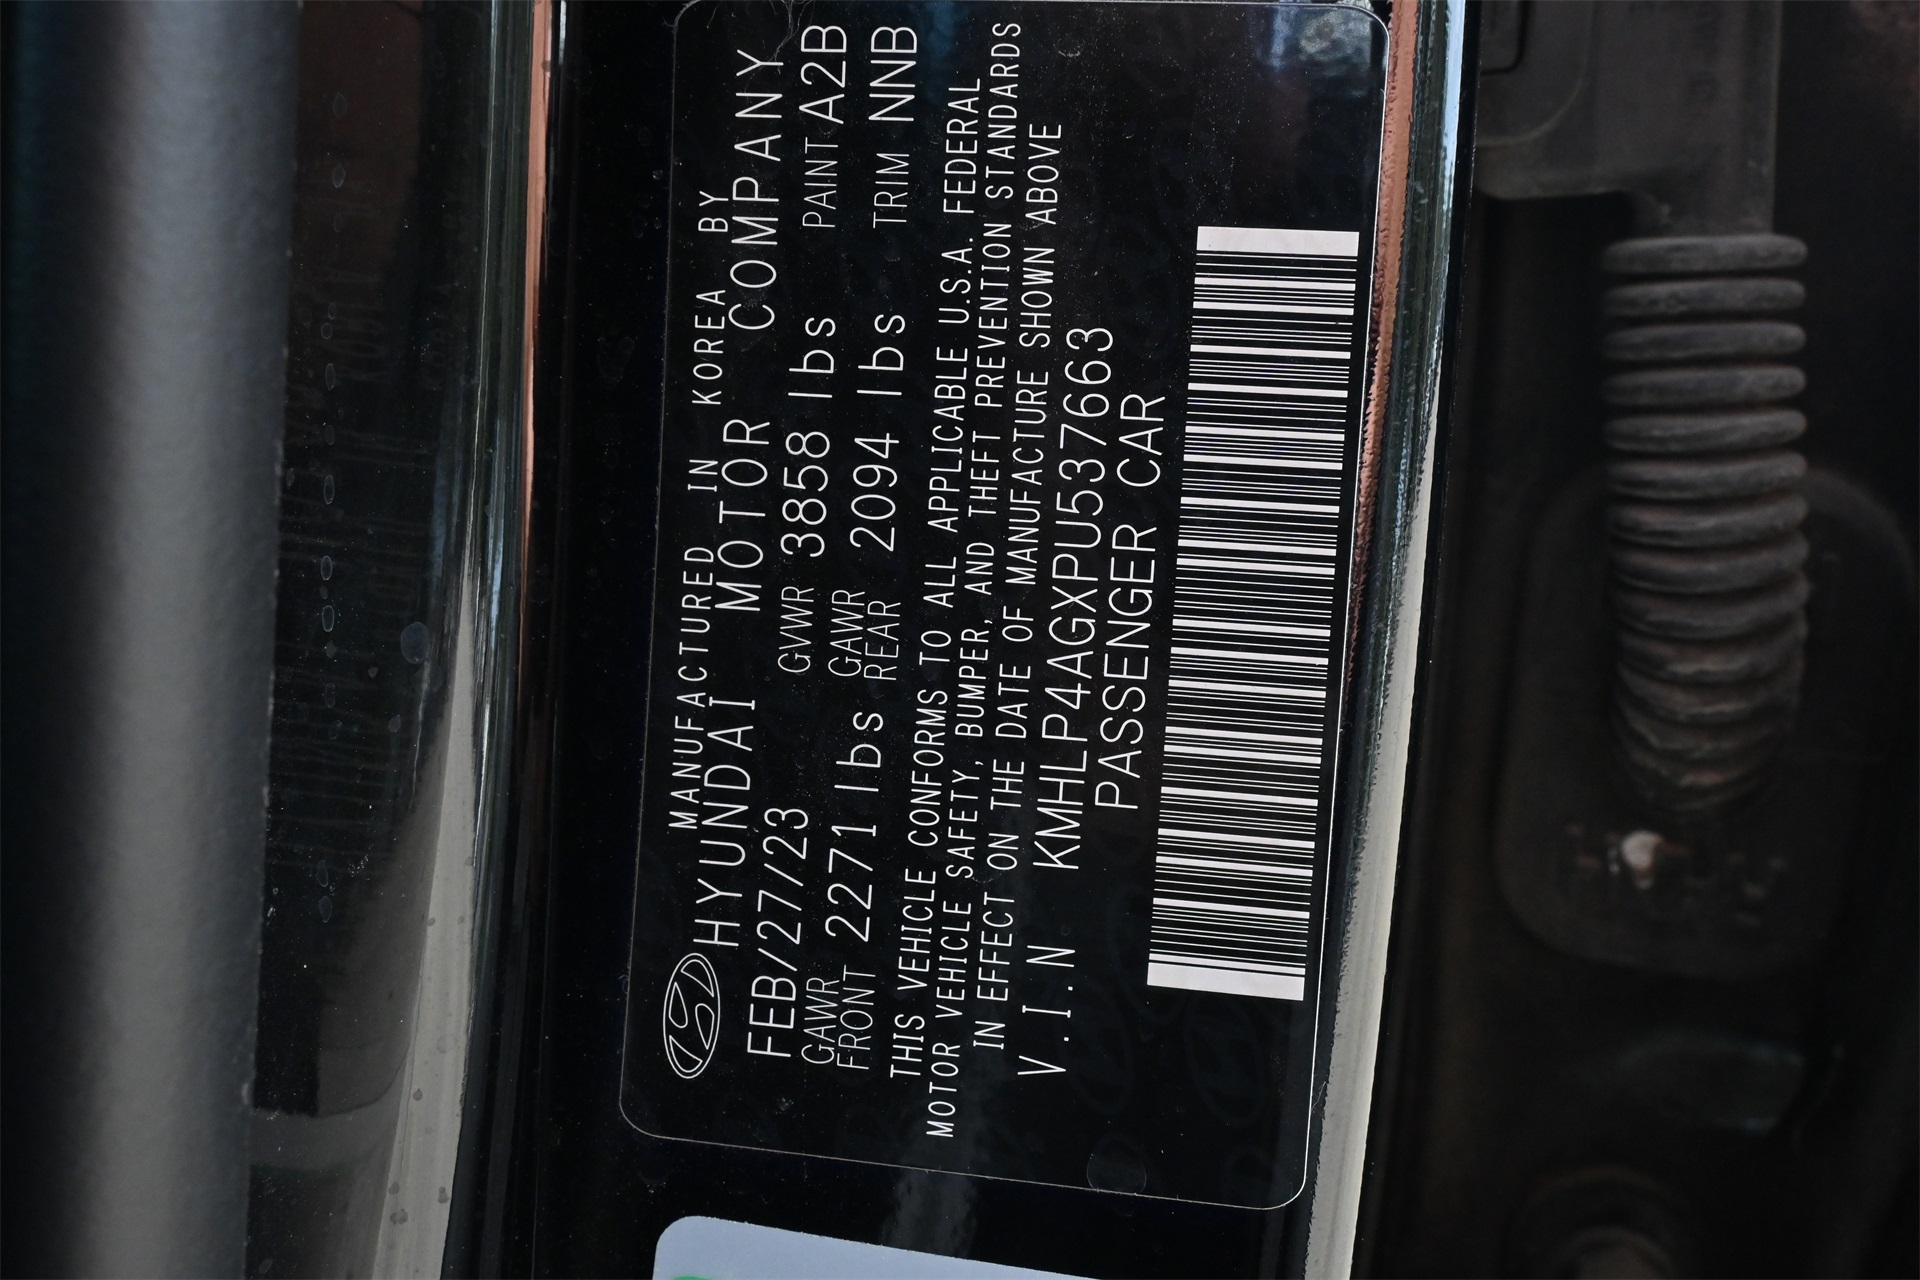 MANUFACTURED IN KOREA BY
HYUNDAI MOTOR COMPANY
FEB/27/23 GVWR 3858 lbs PAINT A2B
GAWR FRONT 2271 lbs GAWR REAR 2094 lbs TRIM NNB
THIS VEHICLE CONFORMS TO ALL APPLICABLE U.S.A. FEDERAL
MOTOR VEHICLE SAFETY, BUMPER, AND THEFT PREVENTION STANDARDS
IN EFFECT ON THE DATE OF MANUFACTURE SHOWN ABOVE
V.I.N KMHLP4AGXPU537663
PASSENGER CAR